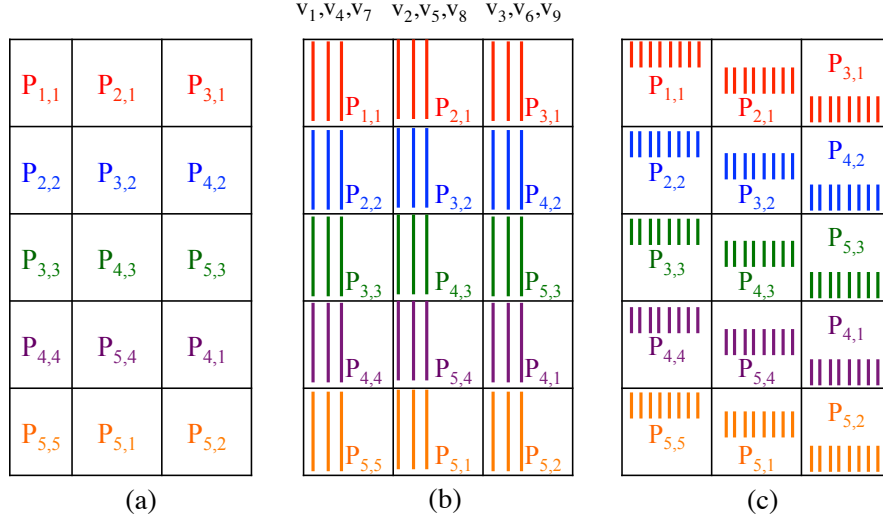 v1,v4,v7 v2,v5,v8 v3,v6,v9
P1,1 P2,1 P3,1
P2,2 P3,2 P4,2
P3,3 P4,3 P5,3
P4,4 P5,4 P4,1
P5,5 P5,1 P5,2
(a)
P1,1 P2,1 P3,1
P2,2 P3,2 P4,2
P3,3 P4,3 P5,3
P4,4 P5,4 P4,1
P5,5 P5,1 P5,2
(b)
P1,1 P2,1 P3,1
P2,2 P3,2 P4,2
P3,3 P4,3 P5,3
P4,4 P5,4 P4,1
P5,5 P5,1 P5,2
(c)